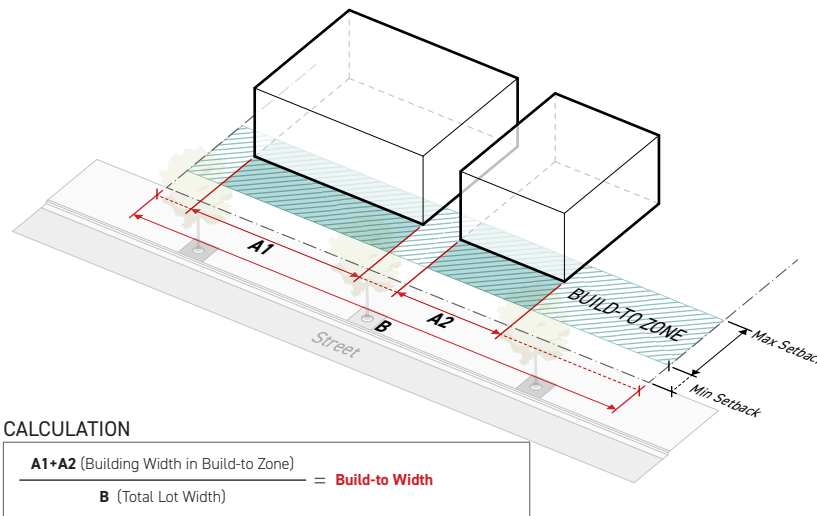 A1
A2
B
BUILD-TO ZONE
Max Setback
Min Setback
Street
CALCULATION
A1+A2 (Building Width in Build-to Zone)
= Build-to Width
B (Total Lot Width)